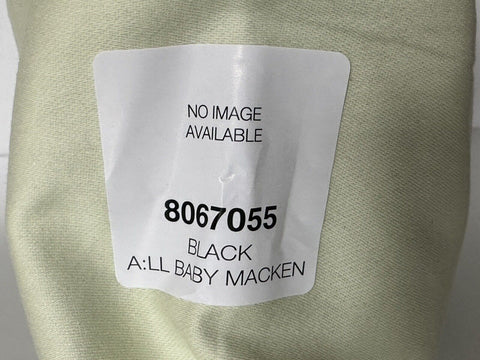 NO IMAGE
AVAILABLE
8067055
BLACK
A:LL BABY MACKEN